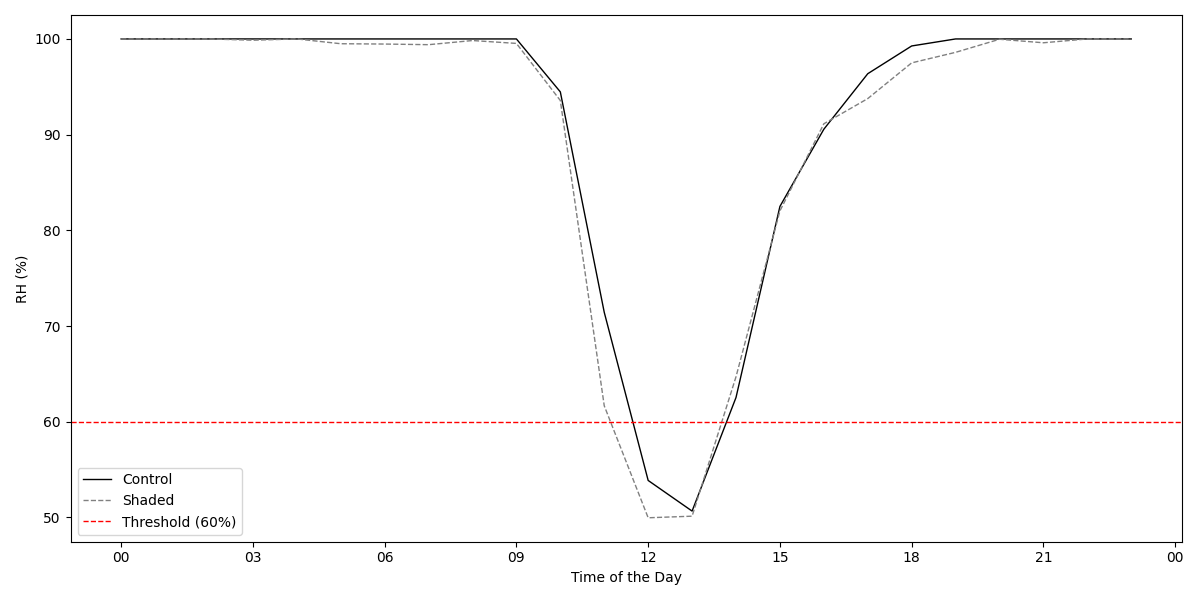 100
90
80
70
60
50
RH (%)
Control
Shaded
Threshold (60%)
00 03 06 09 12 15 18 21 00
Time of the Day